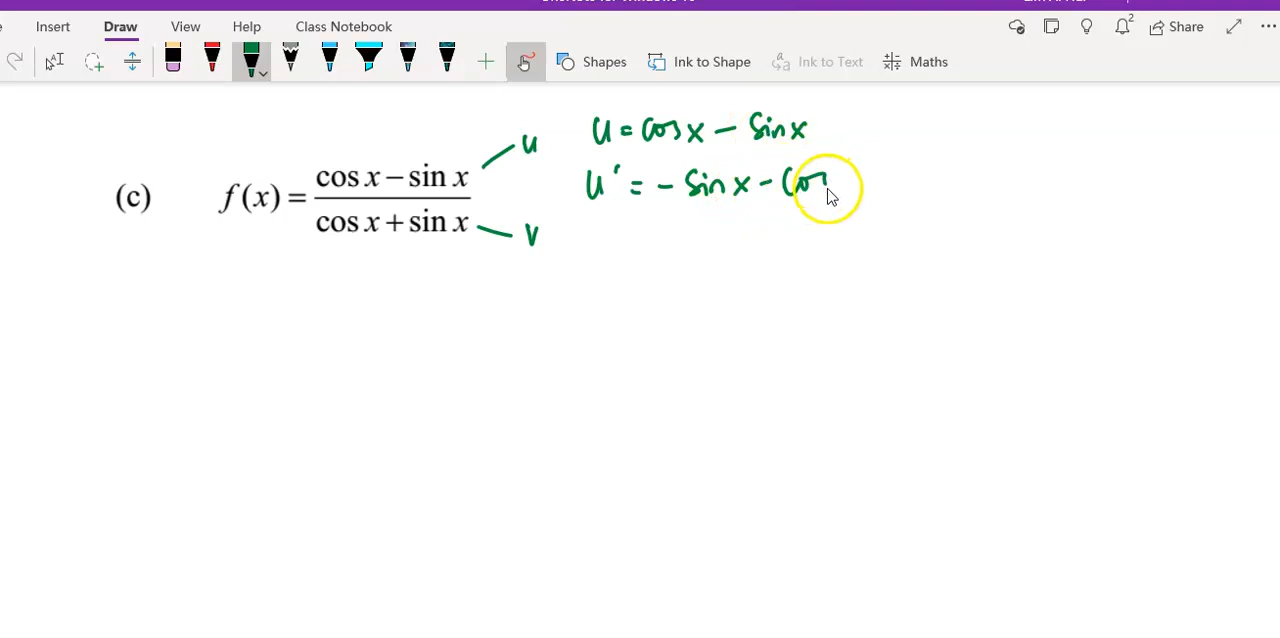 Insert Draw View Help Class Notebook 2 Share
Shapes Ink to Shape Ink to Text Maths
(c) f(x) = (cos x − sin x) / (cos x + sin x)
u
v
u = cos x − sin x
u' = − sin x − cos